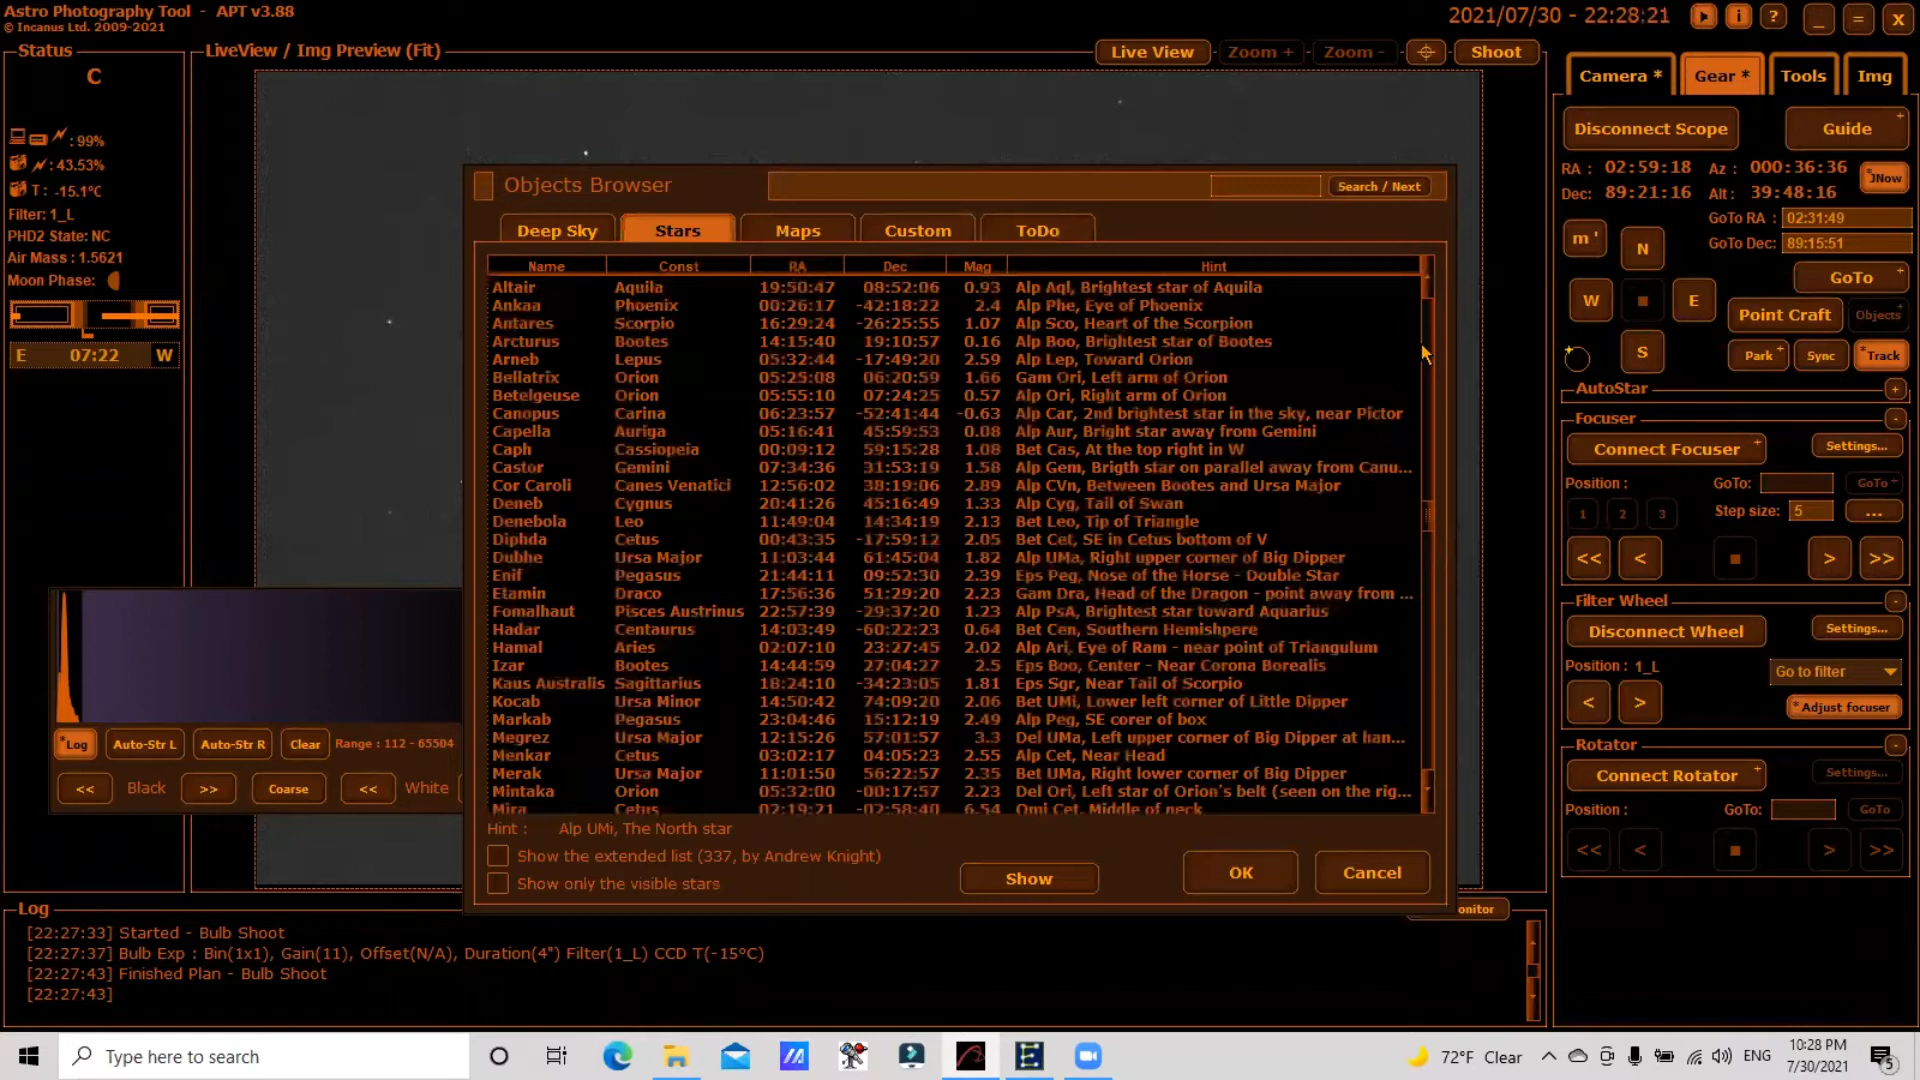 Astro Photography Tool - APT v3.88
© Incanus Ltd. 2009-2021
2021/07/30 - 22:28:21
i
?
_
=
X
Status
C
: 99%
: 43.53%
T : -15.1°C
Filter: 1_L
PHD2 State: NC
Air Mass : 1.5621
Moon Phase:
E 07:22 W
LiveView / Img Preview (Fit)
Live View
Zoom +
Zoom -
Shoot
Objects Browser
Search / Next
Deep Sky Stars Maps Custom ToDo
Name Const RA Dec Mag Hint
Altair Aquila 19:50:47 08:52:06 0.93 Alp Aql, Brightest star of Aquila
Ankaa Phoenix 00:26:17 -42:18:22 2.4 Alp Phe, Eye of Phoenix
Antares Scorpio 16:29:24 -26:25:55 1.07 Alp Sco, Heart of the Scorpion
Arcturus Bootes 14:15:40 19:10:57 0.16 Alp Boo, Brightest star of Bootes
Arneb Lepus 05:32:44 -17:49:20 2.59 Alp Lep, Toward Orion
Bellatrix Orion 05:25:08 06:20:59 1.66 Gam Ori, Left arm of Orion
Betelgeuse Orion 05:55:10 07:24:25 0.57 Alp Ori, Right arm of Orion
Canopus Carina 06:23:57 -52:41:44 -0.63 Alp Car, 2nd brightest star in the sky, near Pictor
Capella Auriga 05:16:41 45:59:53 0.08 Alp Aur, Bright star away from Gemini
Caph Cassiopeia 00:09:12 59:15:28 1.08 Bet Cas, At the top right in W
Castor Gemini 07:34:36 31:53:19 1.58 Alp Gem, Brigth star on parallel away from Canu...
Cor Caroli Canes Venatici 12:56:02 38:19:06 2.89 Alp CVn, Between Bootes and Ursa Major
Deneb Cygnus 20:41:26 45:16:49 1.33 Alp Cyg, Tail of Swan
Denebola Leo 11:49:04 14:34:19 2.13 Bet Leo, Tip of Triangle
Diphda Cetus 00:43:35 -17:59:12 2.05 Bet Cet, SE in Cetus bottom of V
Dubhe Ursa Major 11:03:44 61:45:04 1.82 Alp UMa, Right upper corner of Big Dipper
Enif Pegasus 21:44:11 09:52:30 2.39 Eps Peg, Nose of the Horse - Double Star
Etamin Draco 17:56:36 51:29:20 2.23 Gam Dra, Head of the Dragon - point away from ...
Fomalhaut Pisces Austrinus 22:57:39 -29:37:20 1.23 Alp PsA, Brightest star toward Aquarius
Hadar Centaurus 14:03:49 -60:22:23 0.64 Bet Cen, Southern Hemishpere
Hamal Aries 02:07:10 23:27:45 2.02 Alp Ari, Eye of Ram - near point of Triangulum
Izar Bootes 14:44:59 27:04:27 2.5 Eps Boo, Center - Near Corona Borealis
Kaus Australis Sagittarius 18:24:10 -34:23:05 1.81 Eps Sgr, Near Tail of Scorpio
Kocab Ursa Minor 14:50:42 74:09:20 2.06 Bet UMi, Lower left corner of Little Dipper
Markab Pegasus 23:04:46 15:12:19 2.49 Alp Peg, SE corer of box
Megrez Ursa Major 12:15:26 57:01:57 3.3 Del UMa, Left upper corner of Big Dipper at han...
Menkar Cetus 03:02:17 04:05:23 2.55 Alp Cet, Near Head
Merak Ursa Major 11:01:50 56:22:57 2.35 Bet UMa, Right lower corner of Big Dipper
Mintaka Orion 05:32:00 -00:17:57 2.23 Del Ori, Left star of Orion's belt (seen on the rig...
Mira Cetus 02:19:21 -02:58:40 6.54 Omi Cet, Middle of neck
Hint : Alp UMi, The North star
Show the extended list (337, by Andrew Knight)
Show only the visible stars
Show
OK
Cancel
*Log
Auto-Str L
Auto-Str R
Clear
Range : 112 - 65504
<< Black >> Coarse << White
Camera * Gear * Tools Img
Disconnect Scope
Guide +
RA : 02:59:18 Az : 000:36:36
*JNow
Dec: 89:21:16 Alt : 39:48:16
m '
N
GoTo RA : 02:31:49
GoTo Dec: 89:15:51
W
E
GoTo +
Point Craft
Objects
S
Park +
Sync
*Track
AutoStar +
Focuser -
Connect Focuser +
Settings...
Position : GoTo: GoTo +
1 2 3 Step size: 5 ...
<< < > >>
Filter Wheel -
Disconnect Wheel
Settings...
Position : 1_L
Go to filter
< >
* Adjust focuser
Rotator -
Connect Rotator +
Settings...
Position : GoTo: GoTo
<< < > >>
Log
onitor
[22:27:33] Started - Bulb Shoot
[22:27:37] Bulb Exp : Bin(1x1), Gain(11), Offset(N/A), Duration(4") Filter(1_L) CCD T(-15°C)
[22:27:43] Finished Plan - Bulb Shoot
[22:27:43]
Type here to search
72°F Clear
ENG
10:28 PM
7/30/2021
5